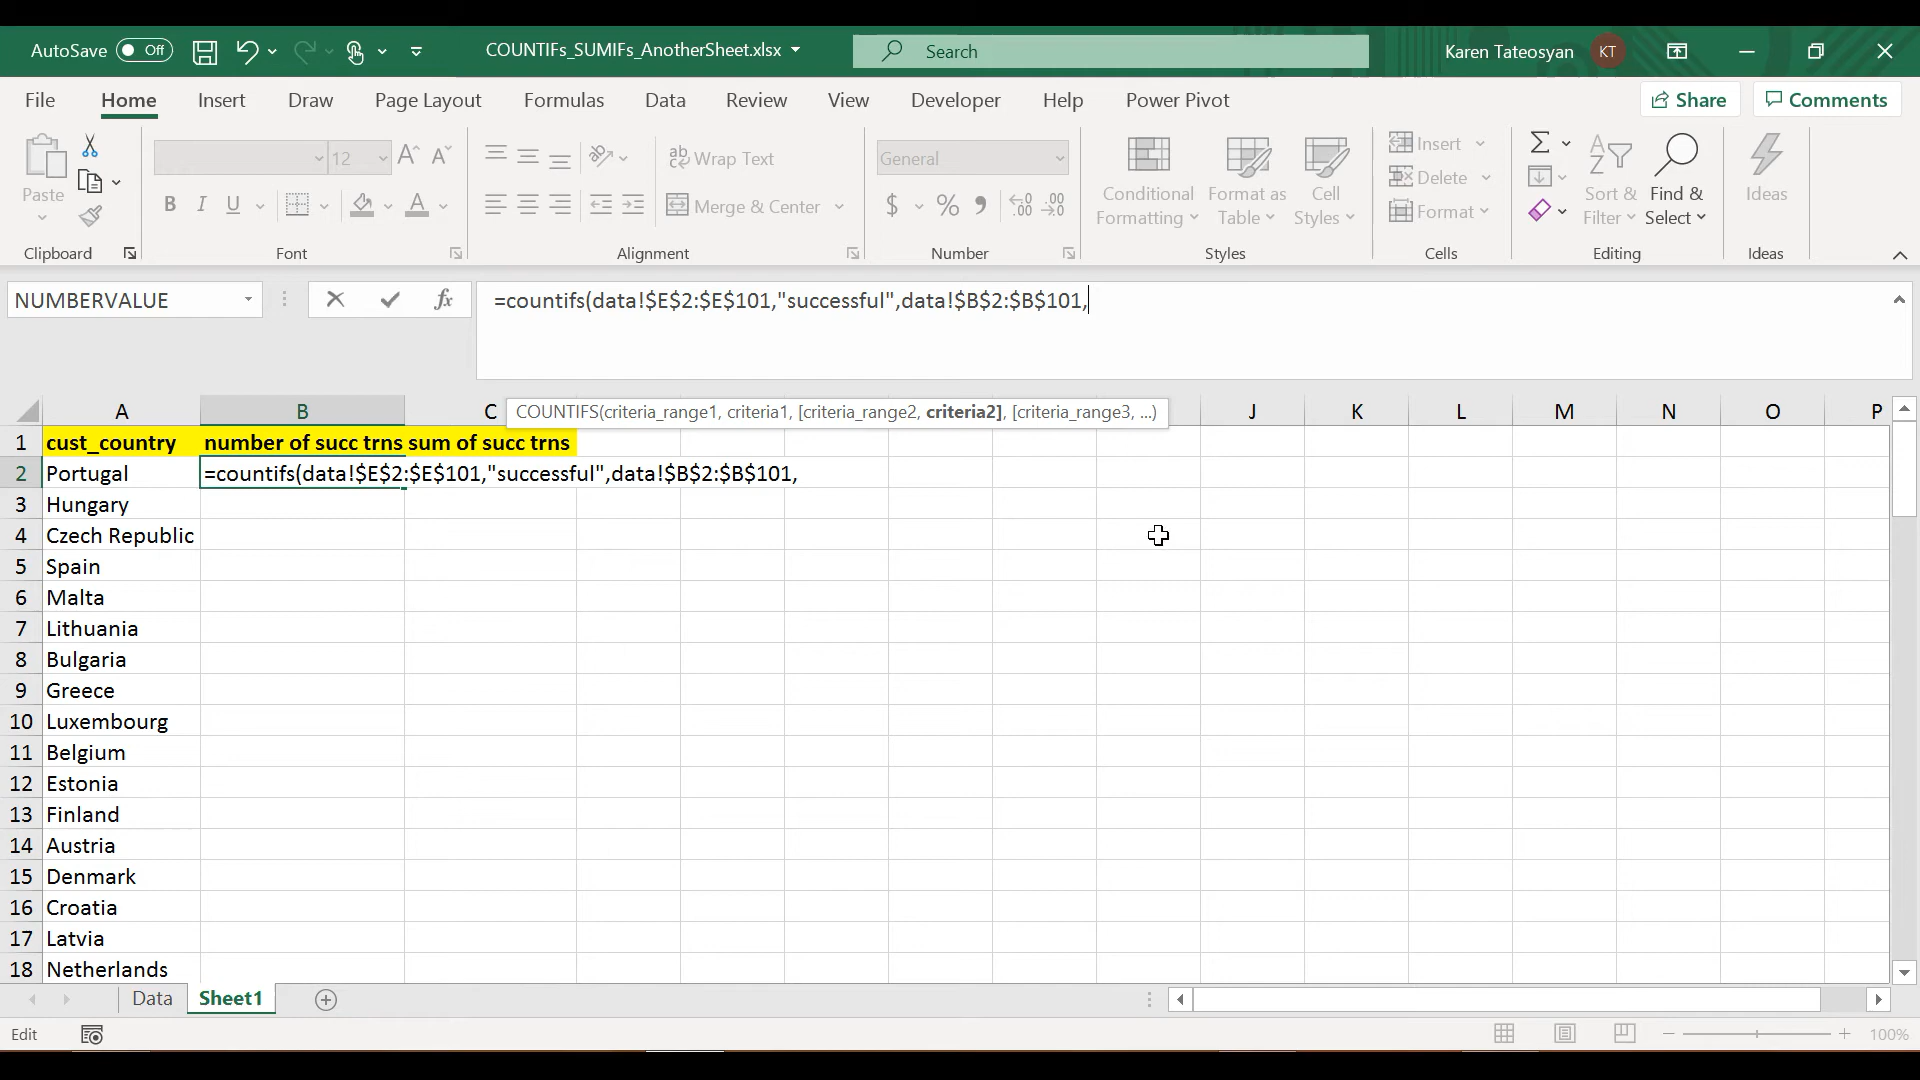 AutoSave Off COUNTIFs_SUMIFs_AnotherSheet.xlsx Search Karen Tateosyan KT
File Home Insert Draw Page Layout Formulas Data Review View Developer Help Power Pivot Share Comments
Paste
12 A A
B I U A
ab Wrap Text
Merge & Center
General
$ % 9
Conditional Formatting
Format as Table
Cell Styles
Insert
Delete
Format
Sort & Filter
Find & Select
Ideas
Clipboard Font Alignment Number Styles Cells Editing Ideas
NUMBERVALUE fx =countifs(data!$E$2:$E$101,"successful",data!$B$2:$B$101,
COUNTIFS(criteria_range1, criteria1, [criteria_range2, criteria2], [criteria_range3, ...)
A B C J K L M N O P
1 cust_country number of succ trns sum of succ trns
2 Portugal =countifs(data!$E$2:$E$101,"successful",data!$B$2:$B$101,
3 Hungary
4 Czech Republic
5 Spain
6 Malta
7 Lithuania
8 Bulgaria
9 Greece
10 Luxembourg
11 Belgium
12 Estonia
13 Finland
14 Austria
15 Denmark
16 Croatia
17 Latvia
18 Netherlands
Data Sheet1
Edit 100%